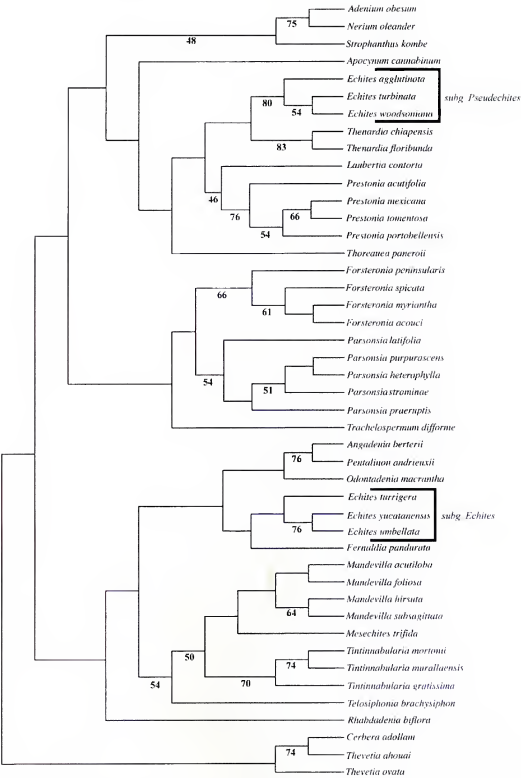 Adenium obesum
75
Nerium oleander
48
Strophanthus kombe
Apocynum cannabinum
Echites agglutinata
80
Echites turbinata
subg Pseudechites
54
Echites woodsoniana
Thenardia chiapensis
83
Thenardia floribunda
Laubertia contorta
46
Prestonia acutifolia
76
Prestonia mexicana
66
Prestonia tomentosa
54
Prestonia portobellensis
Thoreauea paneroii
Forsteronia peninsularis
66
Forsteronia spicata
61
Forsteronia myriantha
Forsteronia acouci
Parsonsia latifolia
54
Parsonsia purpurascens
Parsonsia heterophylla
51
Parsonsia straminae
Parsonsia praeruptis
Trachelospermum difforme
Angadenia berterii
76
Pentalinon andrieuxii
Odontadenia macrantha
Echites turrigera
Echites yucatanensis
subg Echites
76
Echites umbellata
Fernaldia pandurata
Mandevilla acutiloba
Mandevilla foliosa
Mandevilla hirsuta
64
Mandevilla subsagittata
Mesechites trifida
50
Tintinnabularia mortonii
74
Tintinnabularia murallaensis
54
70
Tintinnabularia gratissima
Telosiphonia brachysiphon
Rhabdadenia biflora
Cerbera adollam
74
Thevetia ahouai
Thevetia ovata